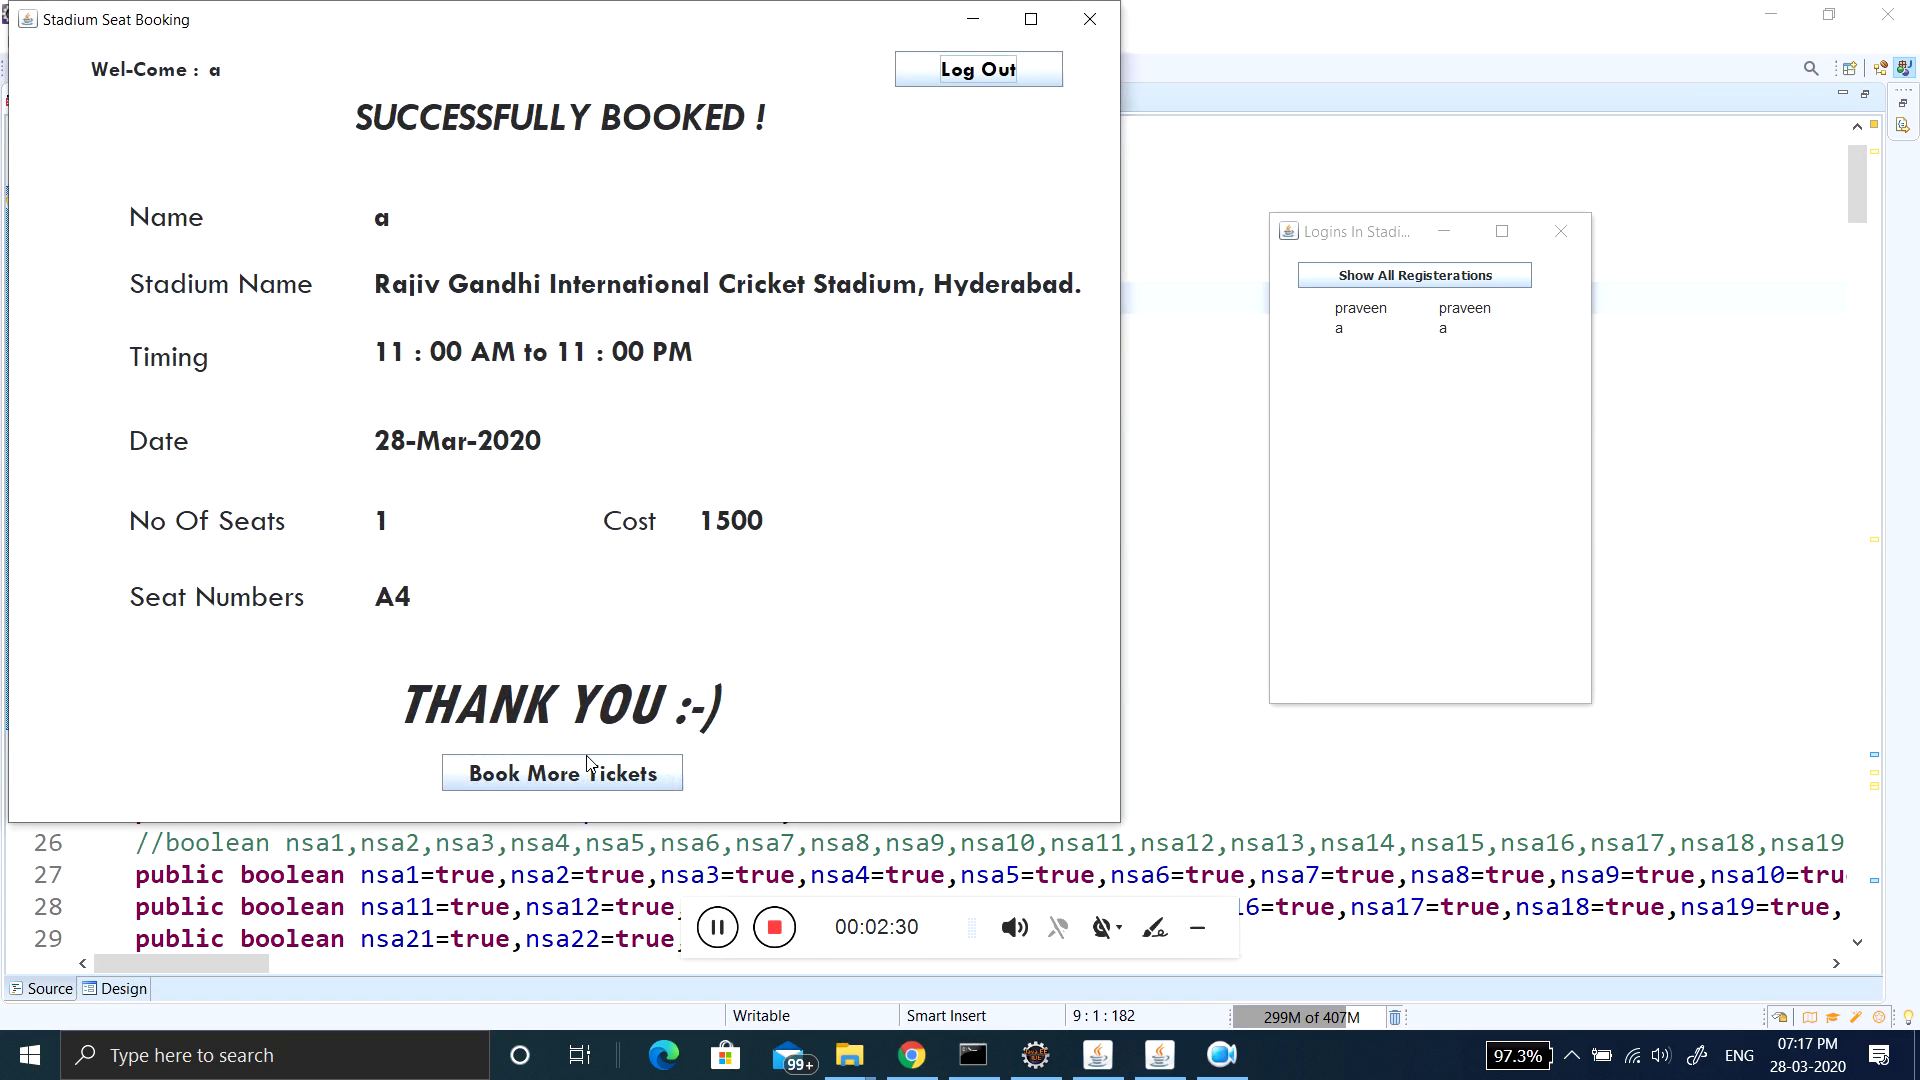 Stadium Seat Booking
Wel-Come : a
Log Out
SUCCESSFULLY BOOKED !
Name a
Stadium Name Rajiv Gandhi International Cricket Stadium, Hyderabad.
Timing 11 : 00 AM to 11 : 00 PM
Date 28-Mar-2020
No Of Seats 1 Cost 1500
Seat Numbers A4
THANK YOU :-)
Book More Tickets
Logins In Stadi...
Show All Registerations
praveen praveen
a a
26 //boolean nsa1,nsa2,nsa3,nsa4,nsa5,nsa6,nsa7,nsa8,nsa9,nsa10,nsa11,nsa12,nsa13,nsa14,nsa15,nsa16,nsa17,nsa18,nsa19
27 public boolean nsa1=true,nsa2=true,nsa3=true,nsa4=true,nsa5=true,nsa6=true,nsa7=true,nsa8=true,nsa9=true,nsa10=tru
28 public boolean nsa11=true,nsa12=true, 16=true,nsa17=true,nsa18=true,nsa19=true,
29 public boolean nsa21=true,nsa22=true,
00:02:30
Source Design
Writable Smart Insert 9 : 1 : 182 299M of 407M
Type here to search
99+
97.3%
ENG
07:17 PM
28-03-2020